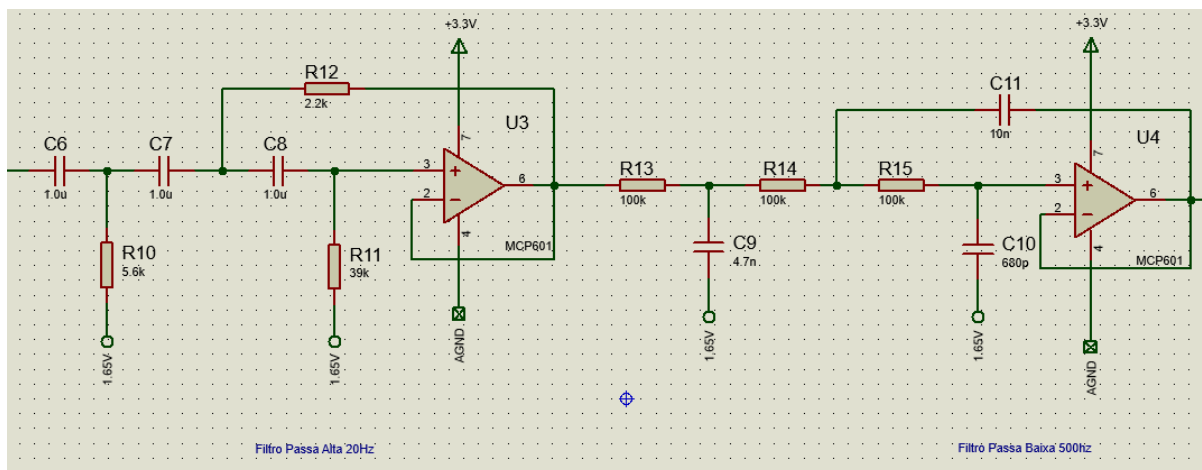 +3.3V
+3.3V
R12
2.2k
C11
10n
U3
U4
C6
1.0u
C7
1.0u
C8
1.0u
7
3
+
2
−
6
4
MCP601
R13
100k
R14
100k
R15
100k
7
3
+
2
−
6
4
MCP601
R10
5.6k
R11
39k
C9
4.7n
C10
680p
1.65V
1.65V
AGND
1.65V
1.65V
AGND
Filtro Passa Alta 20Hz
Filtro Passa Baixa 500hz